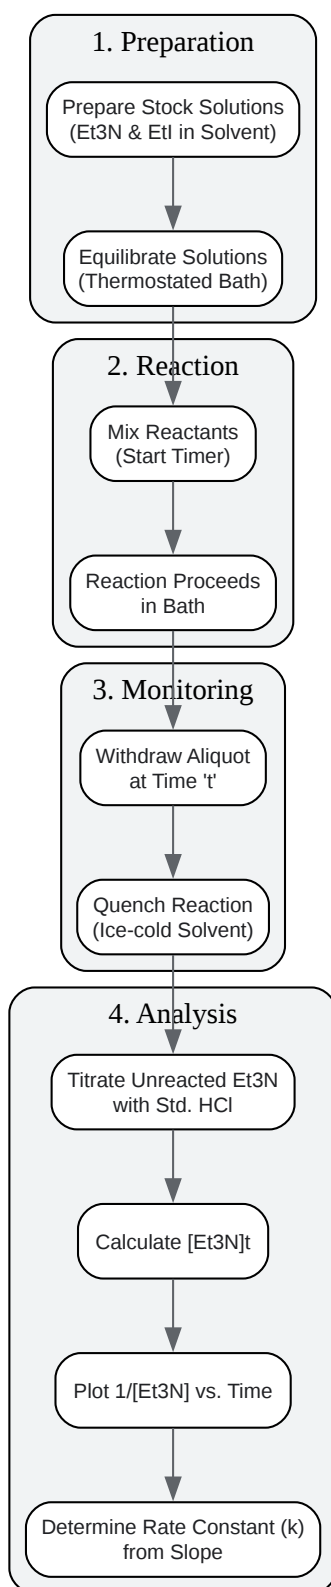 1. Preparation
Prepare Stock Solutions
(Et3N & EtI in Solvent)
Equilibrate Solutions
(Thermostated Bath)
2. Reaction
Mix Reactants
(Start Timer)
Reaction Proceeds
in Bath
3. Monitoring
Withdraw Aliquot
at Time 't'
Quench Reaction
(Ice-cold Solvent)
4. Analysis
Titrate Unreacted Et3N
with Std. HCl
Calculate [Et3N]t
Plot 1/[Et3N] vs. Time
Determine Rate Constant (k)
from Slope